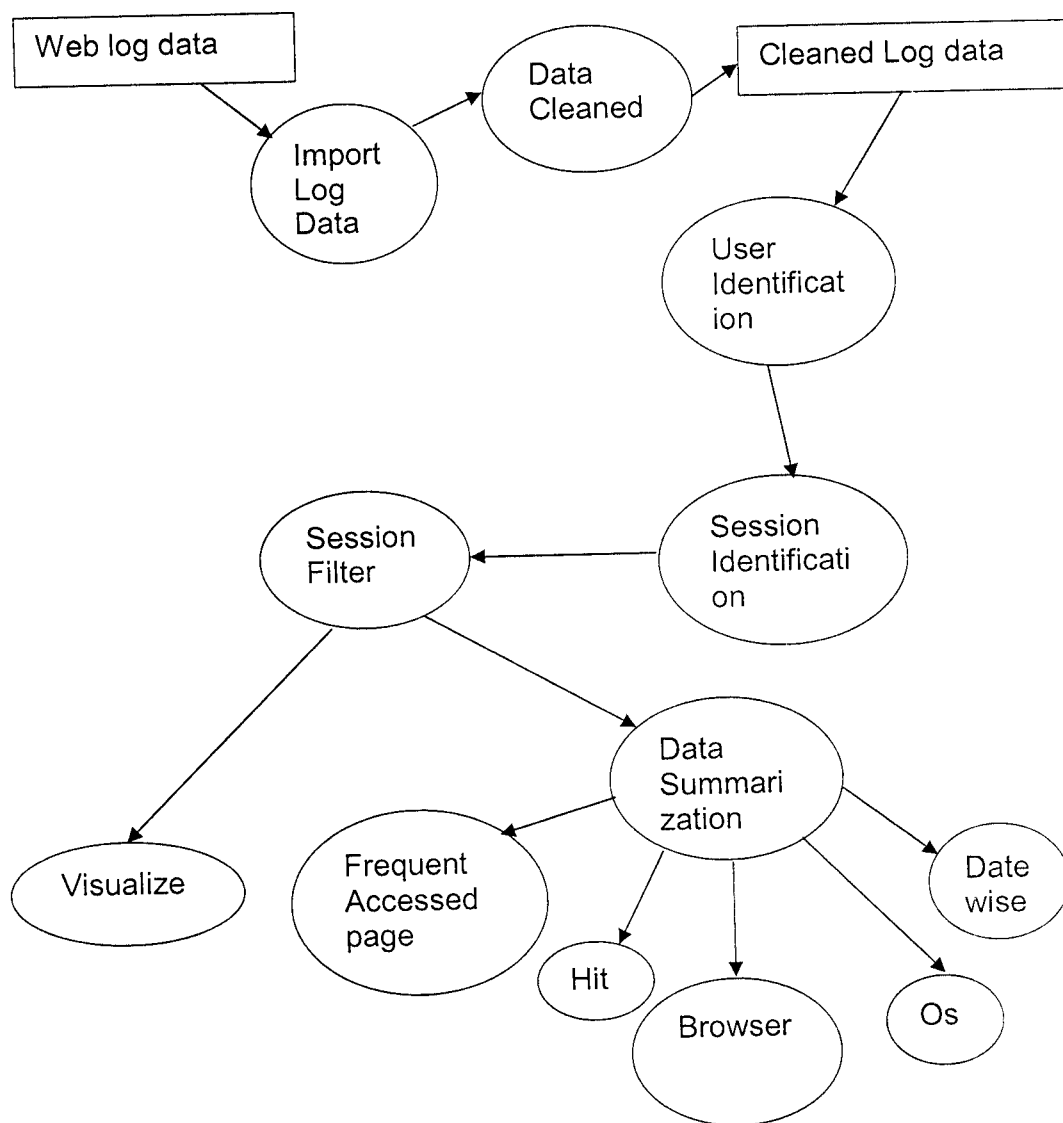 Web log data
Import
Log
Data
Data
Cleaned
Cleaned Log data
User
Identificat
ion
Session
Identificati
on
Session
Filter
Data
Summari
zation
Visualize
Frequent
Accessed
page
Hit
Browser
Os
Date
wise